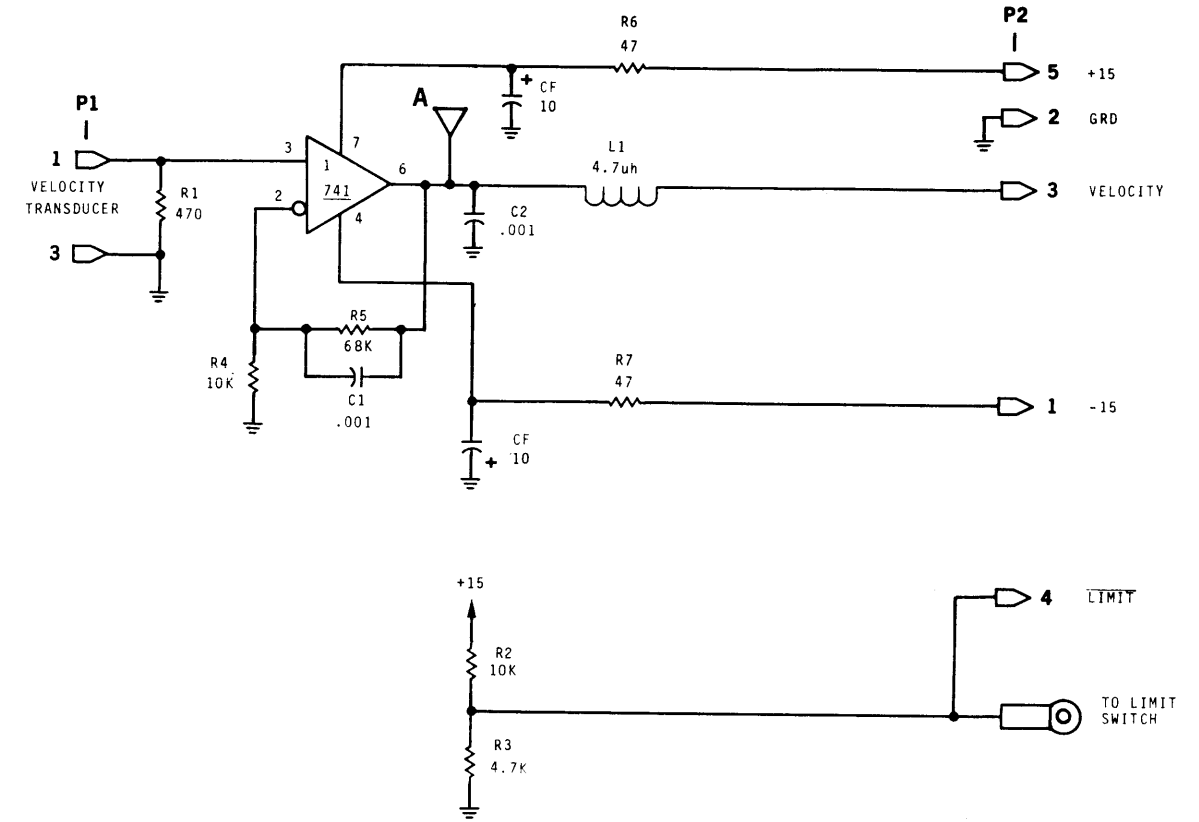 P2
R6
47
5 +15
CF
10
+
A
P1
2 GRD
L1
4.7uh
7
3
1
1
6
741
2
4
R1
470
VELOCITY
TRANSDUCER
3 VELOCITY
C2
.001
3
R5
68K
R4
10K
C1
.001
R7
47
1 -15
CF
10
+
+15
4 LIMIT
R2
10K
TO LIMIT
SWITCH
R3
4.7K